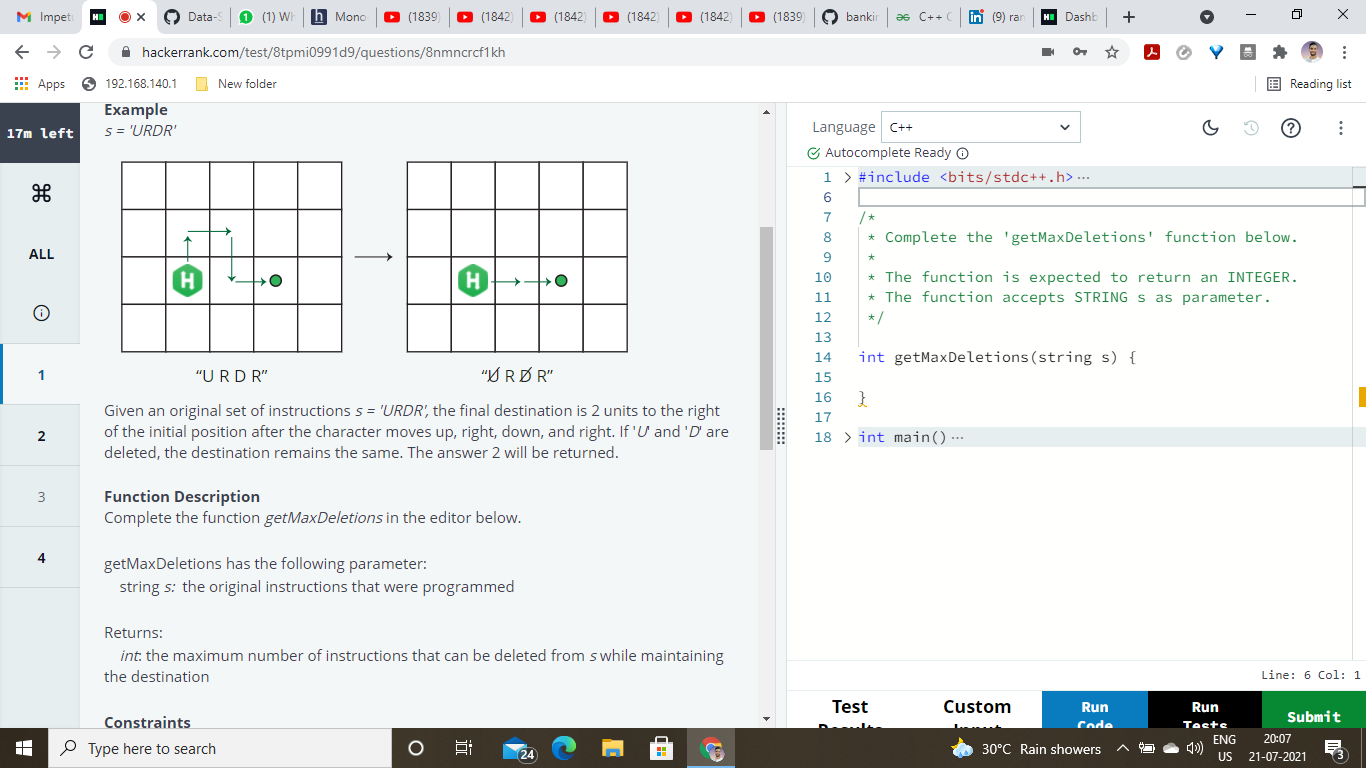 Impet
Data-S
(1) Wh
Mono
(1839)
(1842)
(1842)
(1842)
(1842)
(1839)
bankin
C++ C
(9) ran
Dashb
hackerrank.com/test/8tpmi0991d9/questions/8nmncrcf1kh
Apps
192.168.140.1
New folder
Reading list
17m left
ALL
1
2
3
4
Example
s = 'URDR'
H
H
“U R D R”
“U R D R”
Given an original set of instructions s = 'URDR', the final destination is 2 units to the right
of the initial position after the character moves up, right, down, and right. If 'U' and 'D' are
deleted, the destination remains the same. The answer 2 will be returned.
Function Description
Complete the function getMaxDeletions in the editor below.
getMaxDeletions has the following parameter:
string s: the original instructions that were programmed
Returns:
int: the maximum number of instructions that can be deleted from s while maintaining
the destination
Constraints
Language
C++
Autocomplete Ready
1 #include <bits/stdc++.h>
6
7 /*
8 * Complete the 'getMaxDeletions' function below.
9 *
10 * The function is expected to return an INTEGER.
11 * The function accepts STRING s as parameter.
12 */
13
14 int getMaxDeletions(string s) {
15
16 }
17
18 int main()
Line: 6 Col: 1
Test
Results
Custom
Input
Run
Code
Run
Tests
Submit
Type here to search
24
30°C Rain showers
ENG
US
20:07
21-07-2021
3